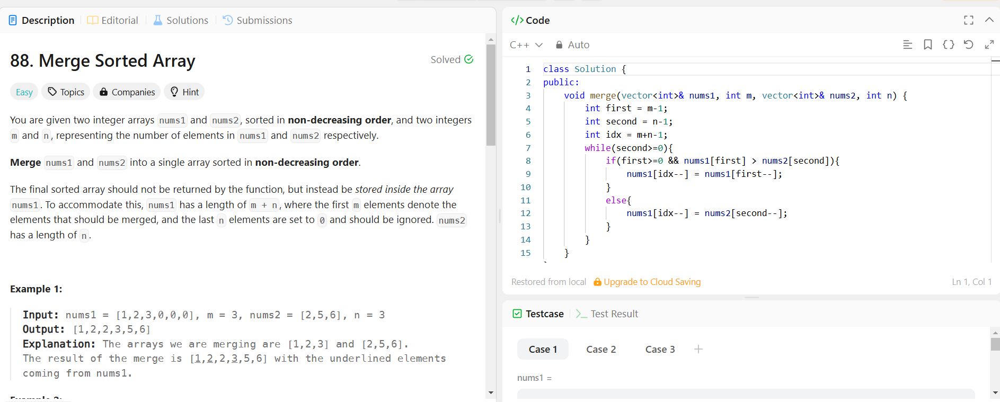 Description Editorial Solutions Submissions
88. Merge Sorted Array
Solved
Easy Topics Companies Hint
You are given two integer arrays nums1 and nums2, sorted in non-decreasing order, and two integers
m and n, representing the number of elements in nums1 and nums2 respectively.
Merge nums1 and nums2 into a single array sorted in non-decreasing order.
The final sorted array should not be returned by the function, but instead be stored inside the array
nums1. To accommodate this, nums1 has a length of m + n, where the first m elements denote the
elements that should be merged, and the last n elements are set to 0 and should be ignored. nums2
has a length of n.
Example 1:
Input: nums1 = [1,2,3,0,0,0], m = 3, nums2 = [2,5,6], n = 3
Output: [1,2,2,3,5,6]
Explanation: The arrays we are merging are [1,2,3] and [2,5,6].
The result of the merge is [1,2,2,3,5,6] with the underlined elements
coming from nums1.
</> Code
C++ Auto
1 class Solution {
2 public:
3 void merge(vector<int>& nums1, int m, vector<int>& nums2, int n) {
4 int first = m-1;
5 int second = n-1;
6 int idx = m+n-1;
7 while(second>=0){
8 if(first>=0 && nums1[first] > nums2[second]){
9 nums1[idx--] = nums1[first--];
10 }
11 else{
12 nums1[idx--] = nums2[second--];
13 }
14 }
15 }
Restored from local Upgrade to Cloud Saving Ln 1, Col 1
Testcase >_ Test Result
Case 1 Case 2 Case 3 +
nums1 =